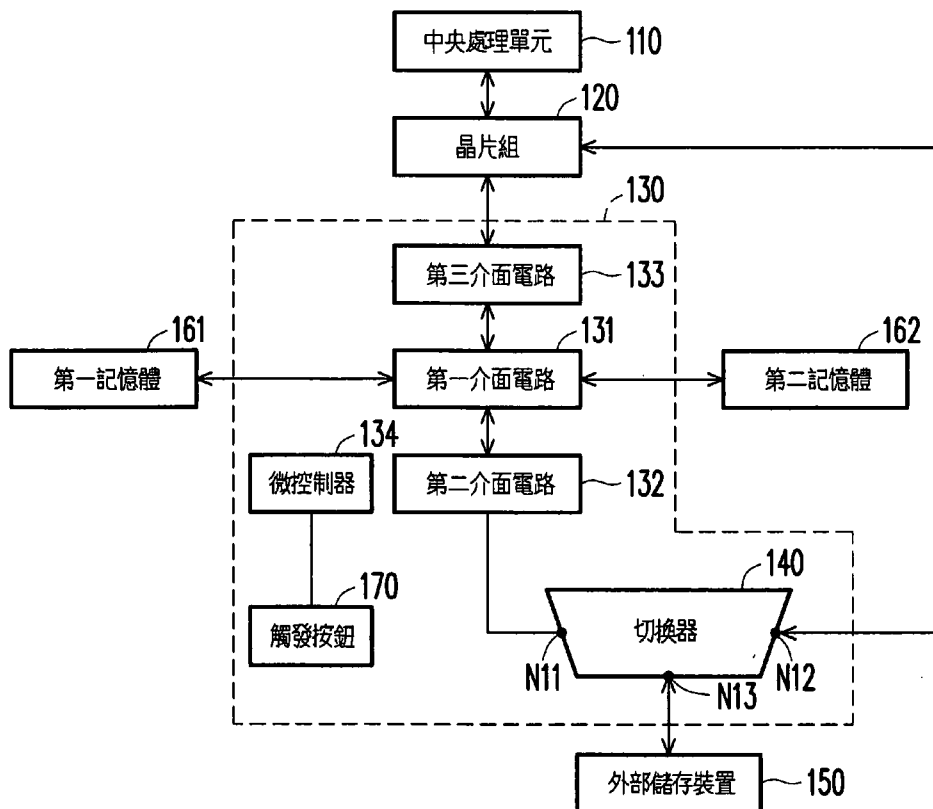 中央處理單元
110
120
晶片組
130
第三介面電路
133
161
131
162
第一記憶體
第一介面電路
第二記憶體
134
微控制器
第二介面電路
132
140
170
觸發按鈕
切換器
N11
N12
N13
外部儲存裝置
150